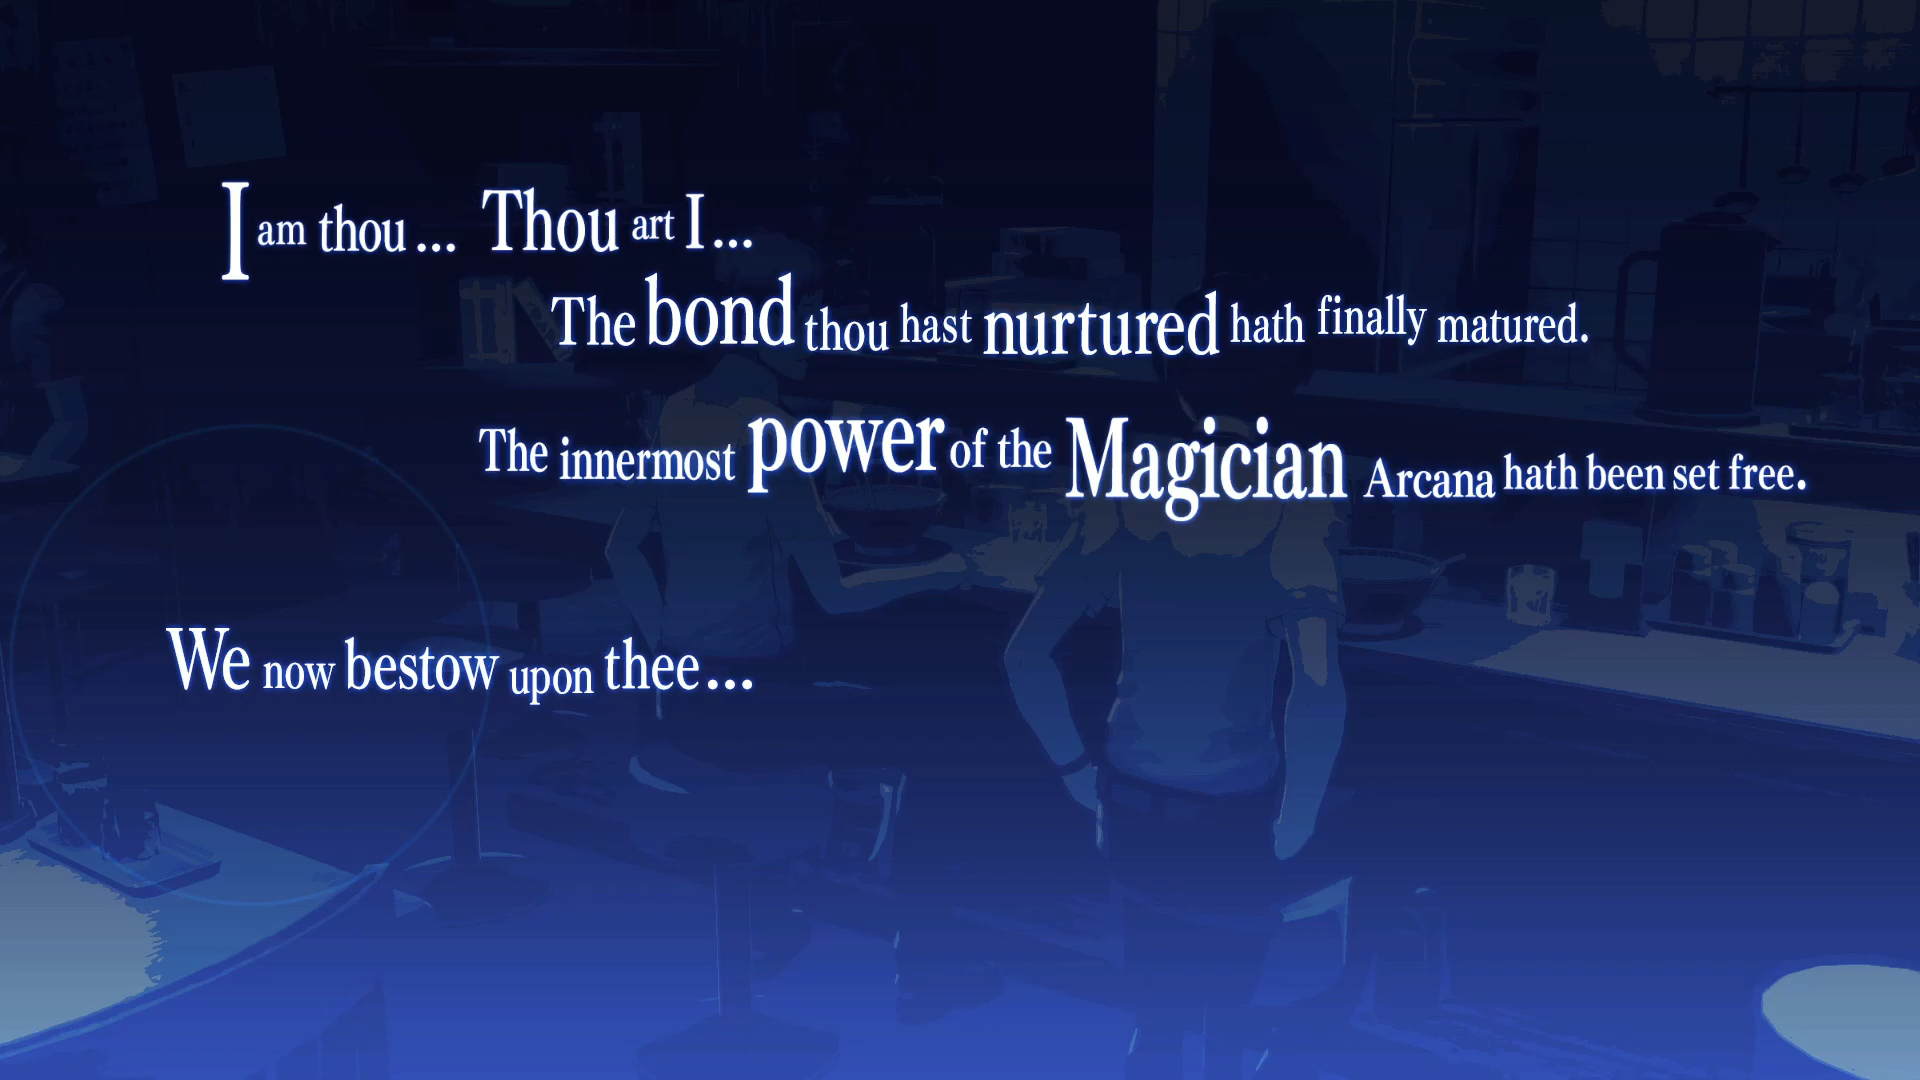 I am thou... Thou art I...
The bond thou hast nurtured hath finally matured.
The innermost power of the Magician Arcana hath been set free.
We now bestow upon thee...